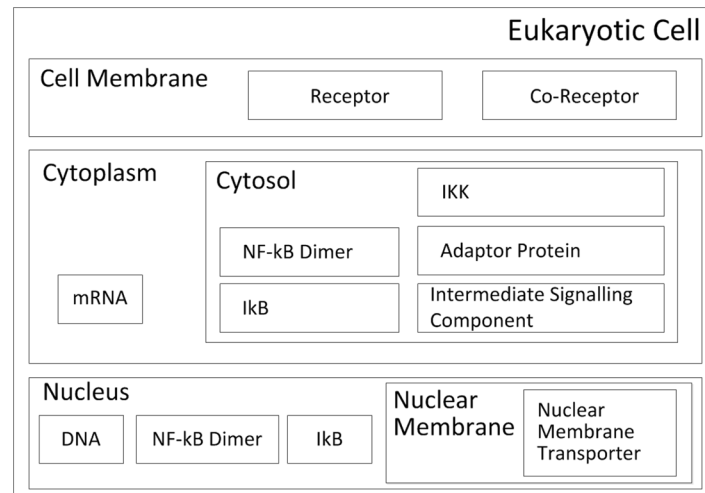 Eukaryotic Cell
Cell Membrane
Receptor
Co-Receptor
Cytoplasm
mRNA
Cytosol
NF-kB Dimer
IkB
IKK
Adaptor Protein
Intermediate Signalling
Component
Nucleus
DNA
NF-kB Dimer
IkB
Nuclear
Membrane
Nuclear
Membrane
Transporter